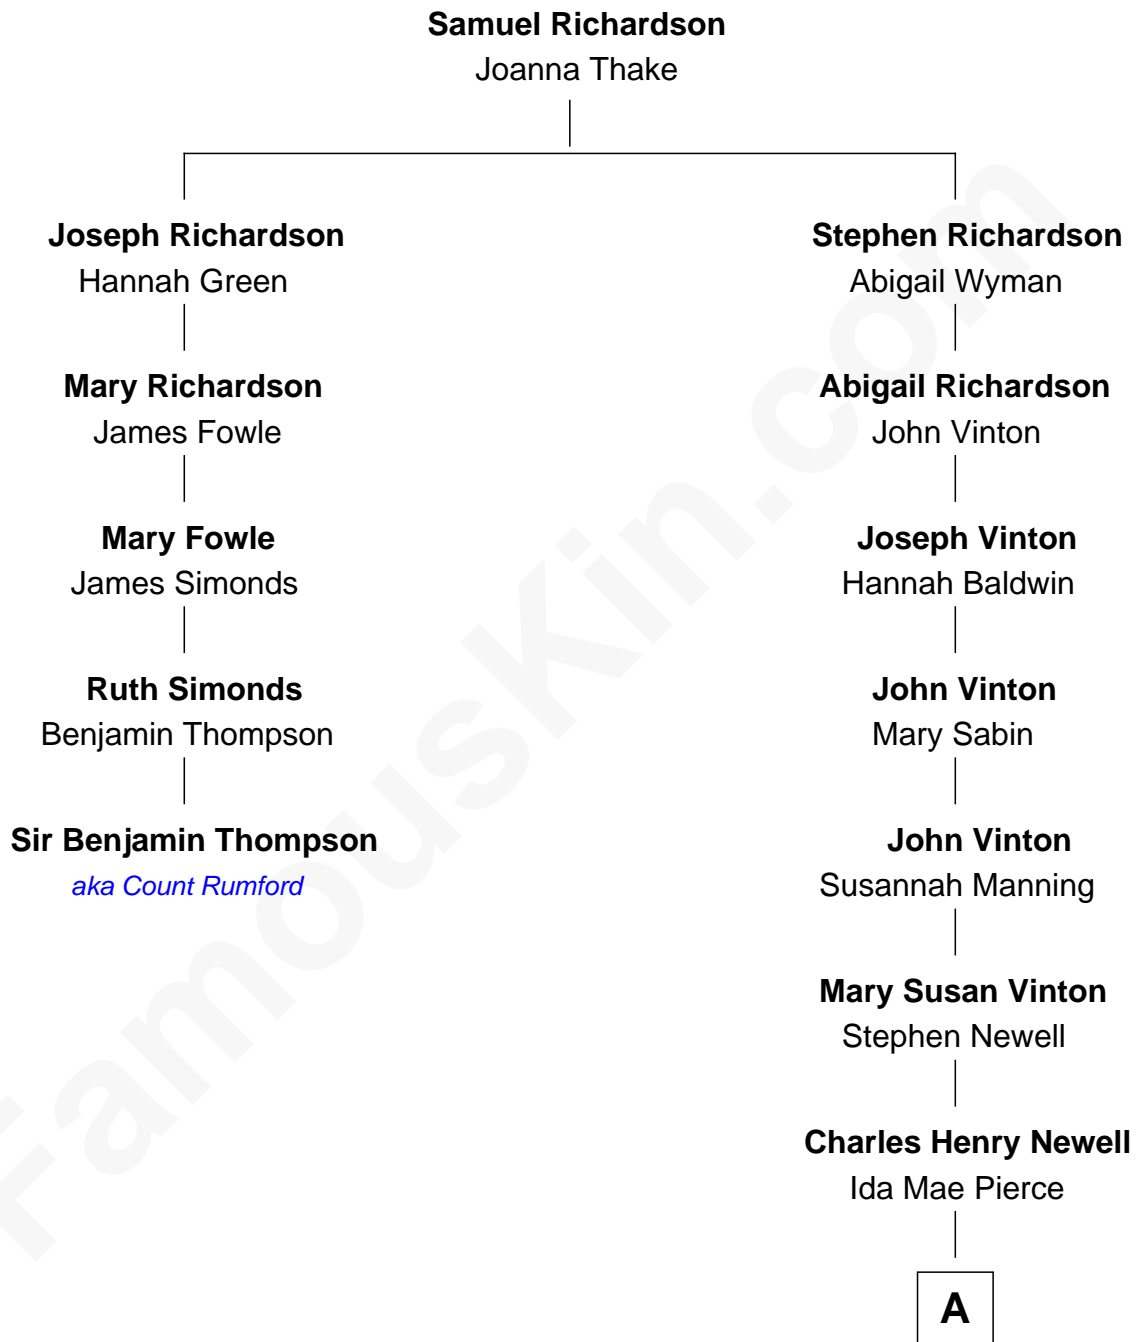 Samuel Richardson
Joanna Thake
Joseph Richardson
Hannah Green
Stephen Richardson
Abigail Wyman
Mary Richardson
James Fowle
Abigail Richardson
John Vinton
Mary Fowle
James Simonds
Joseph Vinton
Hannah Baldwin
Ruth Simonds
Benjamin Thompson
John Vinton
Mary Sabin
Sir Benjamin Thompson
aka Count Rumford
John Vinton
Susannah Manning
Mary Susan Vinton
Stephen Newell
Charles Henry Newell
Ida Mae Pierce
A
FamousKin.com